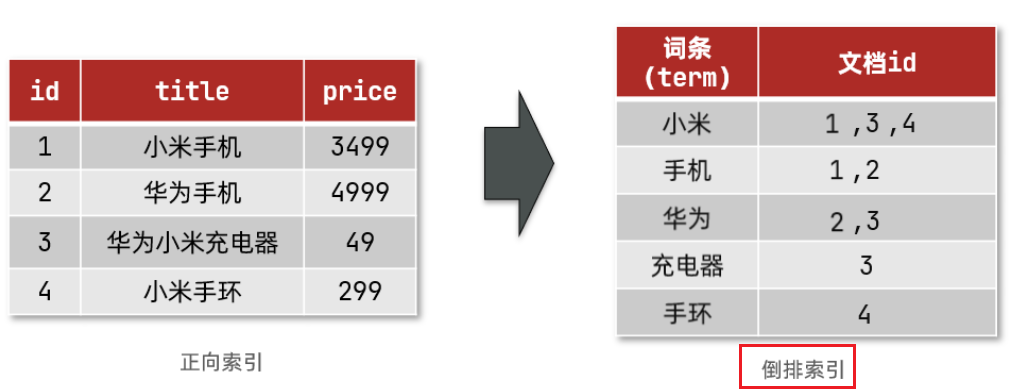 id title price
1 小米手机 3499
2 华为手机 4999
3 华为小米充电器 49
4 小米手环 299
正向索引
词条
(term) 文档id
小米 1 ,3 ,4
手机 1 ,2
华为 2 ,3
充电器 3
手环 4
倒排索引